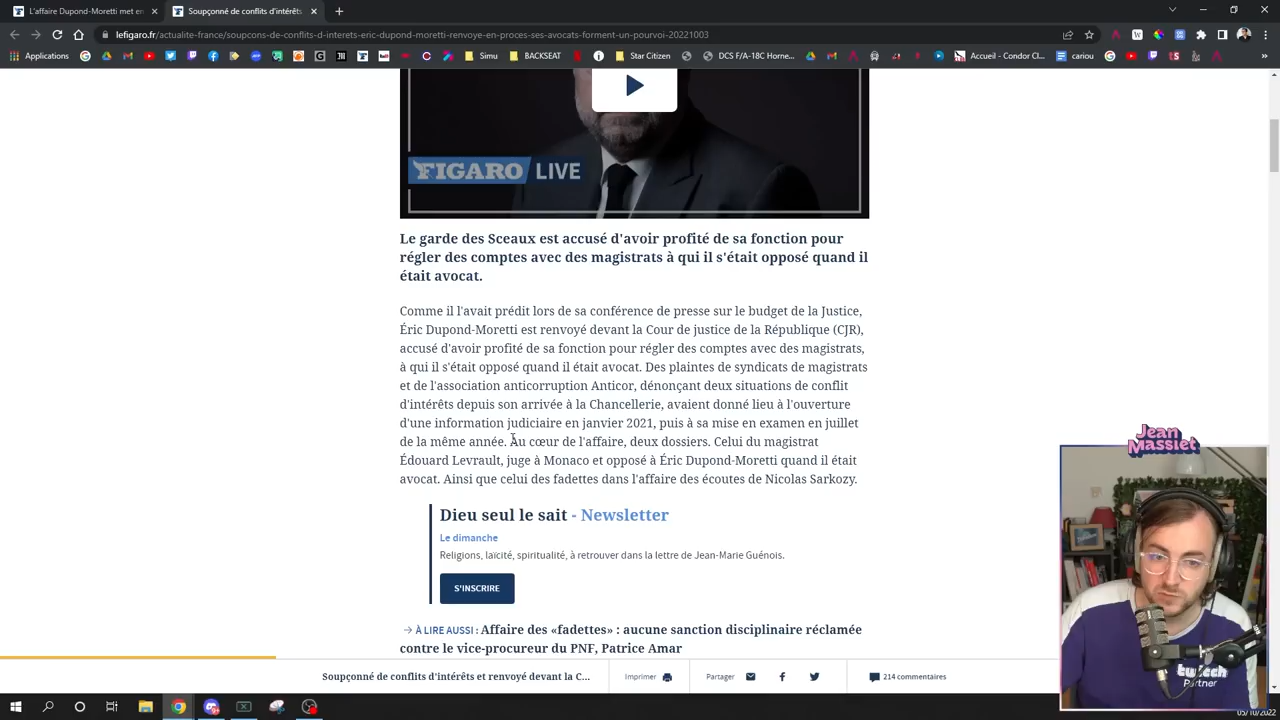 L'affaire Dupond-Moretti met en
Soupçonné de conflits d'intérêts
lefigaro.fr/actualite-france/soupcons-de-conflits-d-interets-eric-dupond-moretti-renvoye-en-proces-ses-avocats-forment-un-pourvoi-20221003
Applications
Simu
BACKSEAT
Star Citizen
DCS F/A-18C Horne...
Accueil - Condor Cl...
cariou
FIGARO LIVE
Le garde des Sceaux est accusé d'avoir profité de sa fonction pour
régler des comptes avec des magistrats à qui il s'était opposé quand il
était avocat.
Comme il l'avait prédit lors de sa conférence de presse sur le budget de la Justice,
Éric Dupond-Moretti est renvoyé devant la Cour de justice de la République (CJR),
accusé d'avoir profité de sa fonction pour régler des comptes avec des magistrats,
à qui il s'était opposé quand il était avocat. Des plaintes de syndicats de magistrats
et de l'association anticorruption Anticor, dénonçant deux situations de conflit
d'intérêts depuis son arrivée à la Chancellerie, avaient donné lieu à l'ouverture
d'une information judiciaire en janvier 2021, puis à sa mise en examen en juillet
de la même année. Au cœur de l'affaire, deux dossiers. Celui du magistrat
Édouard Levrault, juge à Monaco et opposé à Éric Dupond-Moretti quand il était
avocat. Ainsi que celui des fadettes dans l'affaire des écoutes de Nicolas Sarkozy.
Jean
Massiet
Dieu seul le sait - Newsletter
Le dimanche
Religions, laïcité, spiritualité, à retrouver dans la lettre de Jean-Marie Guénois.
S'INSCRIRE
→ À LIRE AUSSI : Affaire des «fadettes» : aucune sanction disciplinaire réclamée
contre le vice-procureur du PNF, Patrice Amar
Soupçonné de conflits d'intérêts et renvoyé devant la C...
Imprimer
Partager
214 commentaires
Partner
05/10/2022